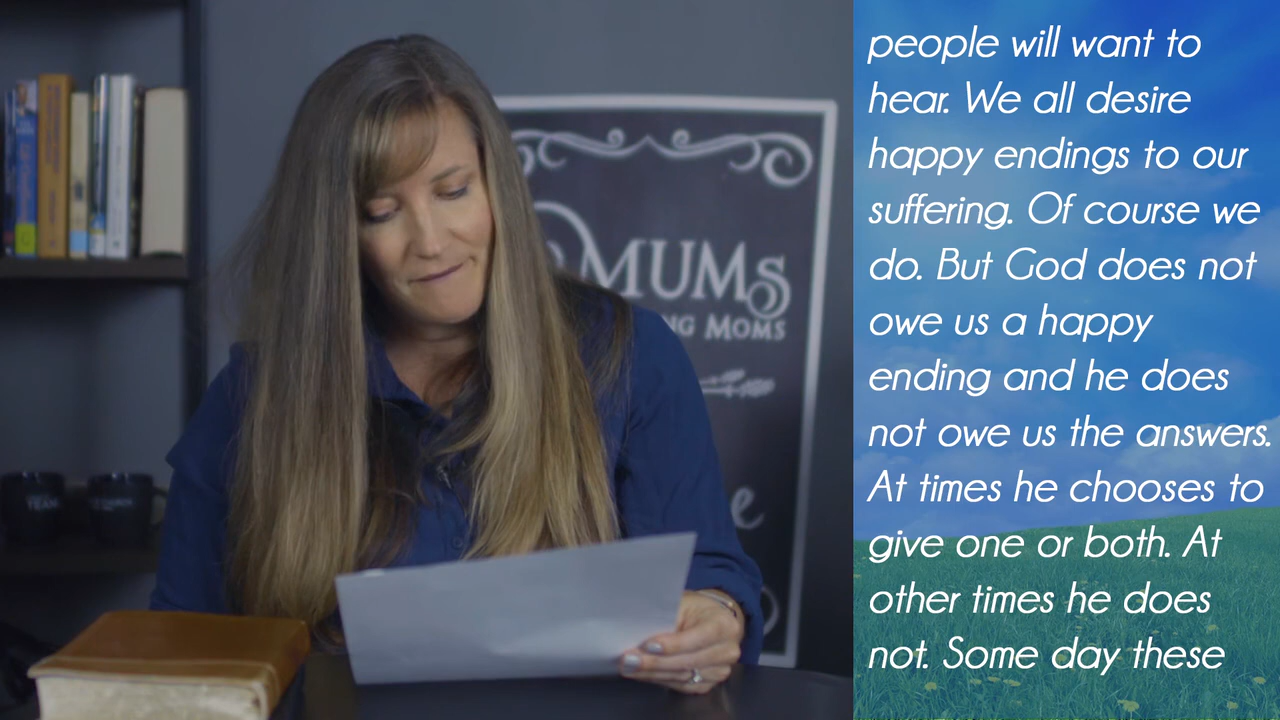 people will want to
hear. We all desire
happy endings to our
suffering. Of course we
do. But God does not
owe us a happy
ending and he does
not owe us the answers.
At times he chooses to
give one or both. At
other times he does
not. Some day these
MUMS
MOMS
TEAM